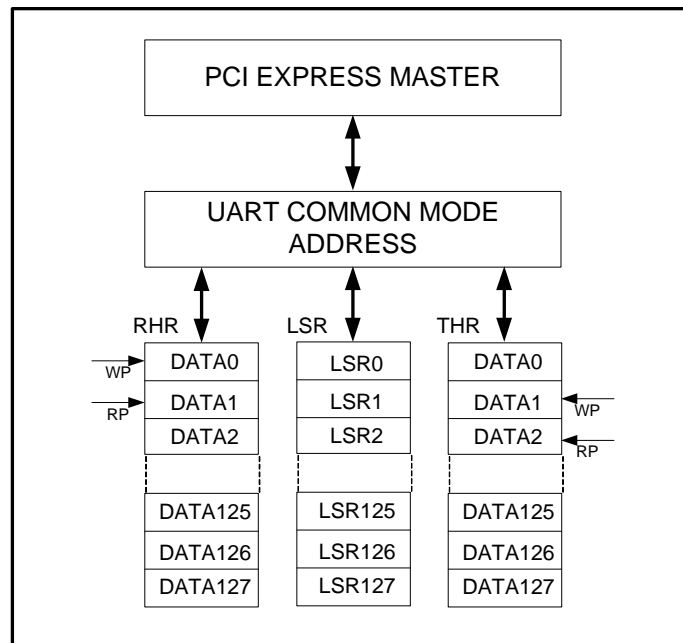 PCI EXPRESS MASTER
UART COMMON MODE
ADDRESS
RHR LSR THR
DATA0 LSR0 DATA0
WP
DATA1 LSR1 DATA1
RP WP
DATA2 LSR2 DATA2
RP
DATA125 LSR125 DATA125
DATA126 LSR126 DATA126
DATA127 LSR127 DATA127